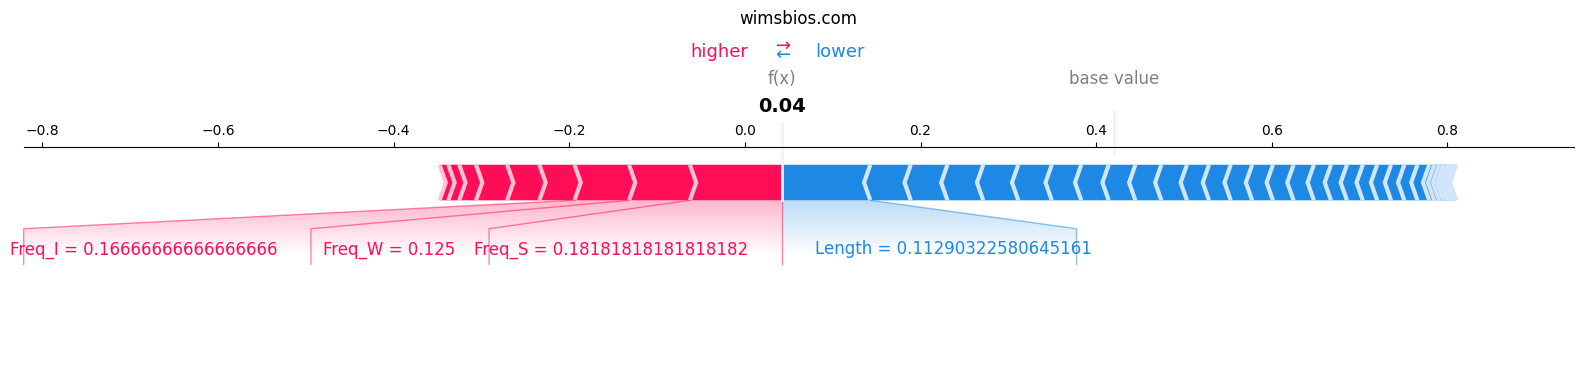 wimsbios.com
higher ⇄ lower
f(x) base value
0.04
−0.8 −0.6 −0.4 −0.2 0.0 0.2 0.4 0.6 0.8
Freq_I = 0.16666666666666666 Freq_W = 0.125 Freq_S = 0.18181818181818182 Length = 0.11290322580645161